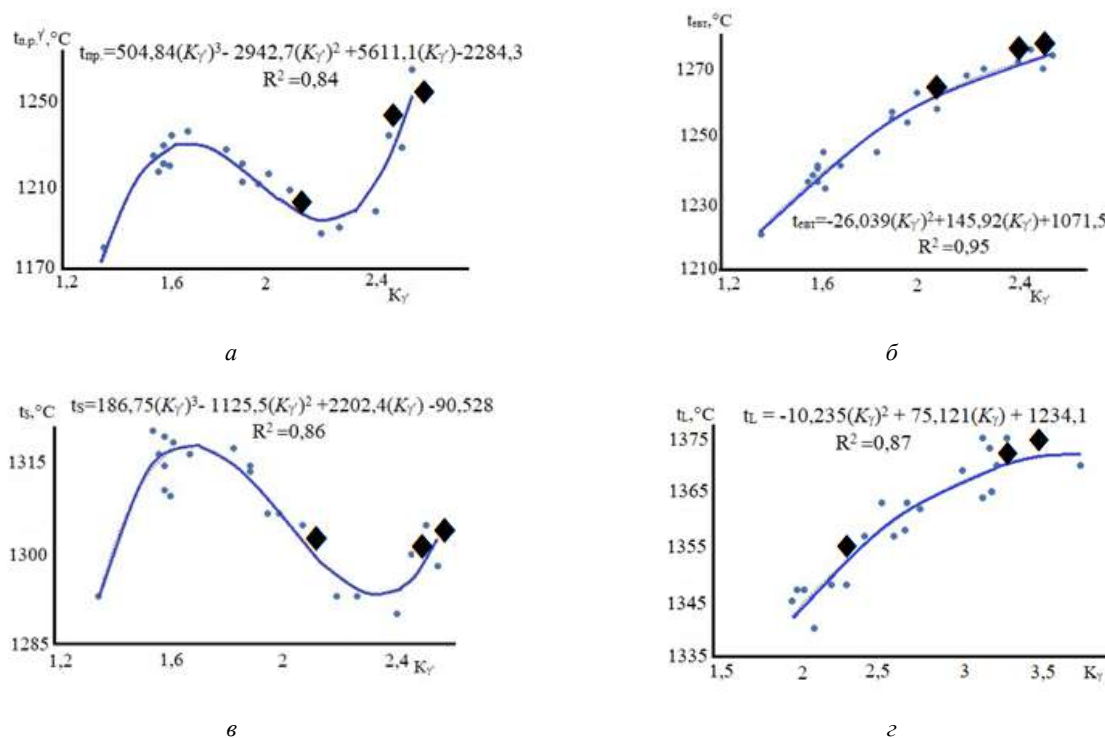 tп.р.γ′,°C
tпр.=504,84(Kγ′)³- 2942,7(Kγ′)² +5611,1(Kγ′)-2284,3
R² =0,84
1250
1210
1170
1,2 1,6 2 2,4
Kγ′
а
tевт,°C
1270
1250
1230
tевт=-26,039(Kγ′)²+145,92(Kγ′)+1071,5
R² =0,95
1210
1,2 1,6 2 2,4
Kγ′
б
tS,°C
tS=186,75(Kγ′)³- 1125,5(Kγ′)² +2202,4(Kγ′) -90,528
R² =0,86
1315
1300
1285
1,2 1,6 2 2,4 Kγ′
в
tL,°C
tL = -10,235(Kγ)² + 75,121(Kγ) + 1234,1
R² =0,87
1375
1365
1355
1345
1335
1,5 2 2,5 3 3,5 Kγ
г